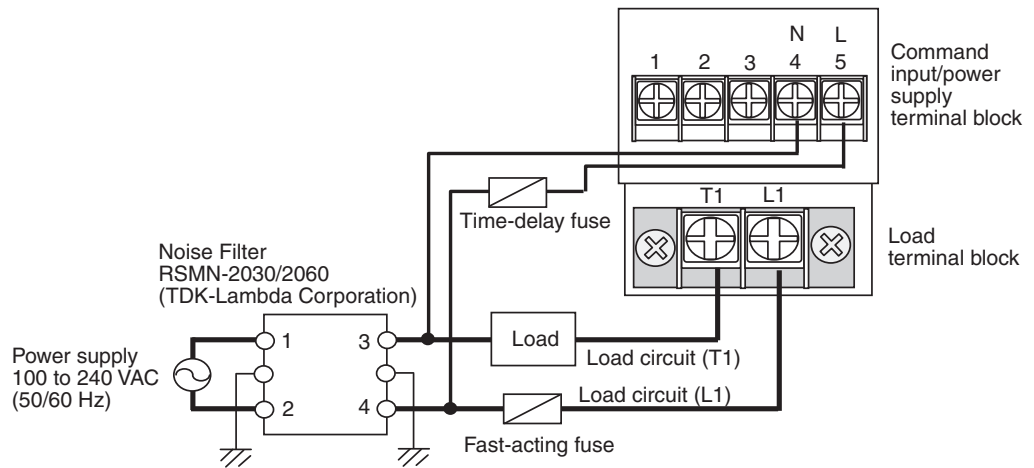 N L
1 2 3 4 5
Command
input/power
supply
terminal block
T1 L1
Time-delay fuse
Load
terminal block
Noise Filter
RSMN-2030/2060
(TDK-Lambda Corporation)
1 3
Load
Load circuit (T1)
Power supply
100 to 240 VAC
(50/60 Hz)
2 4
Load circuit (L1)
Fast-acting fuse